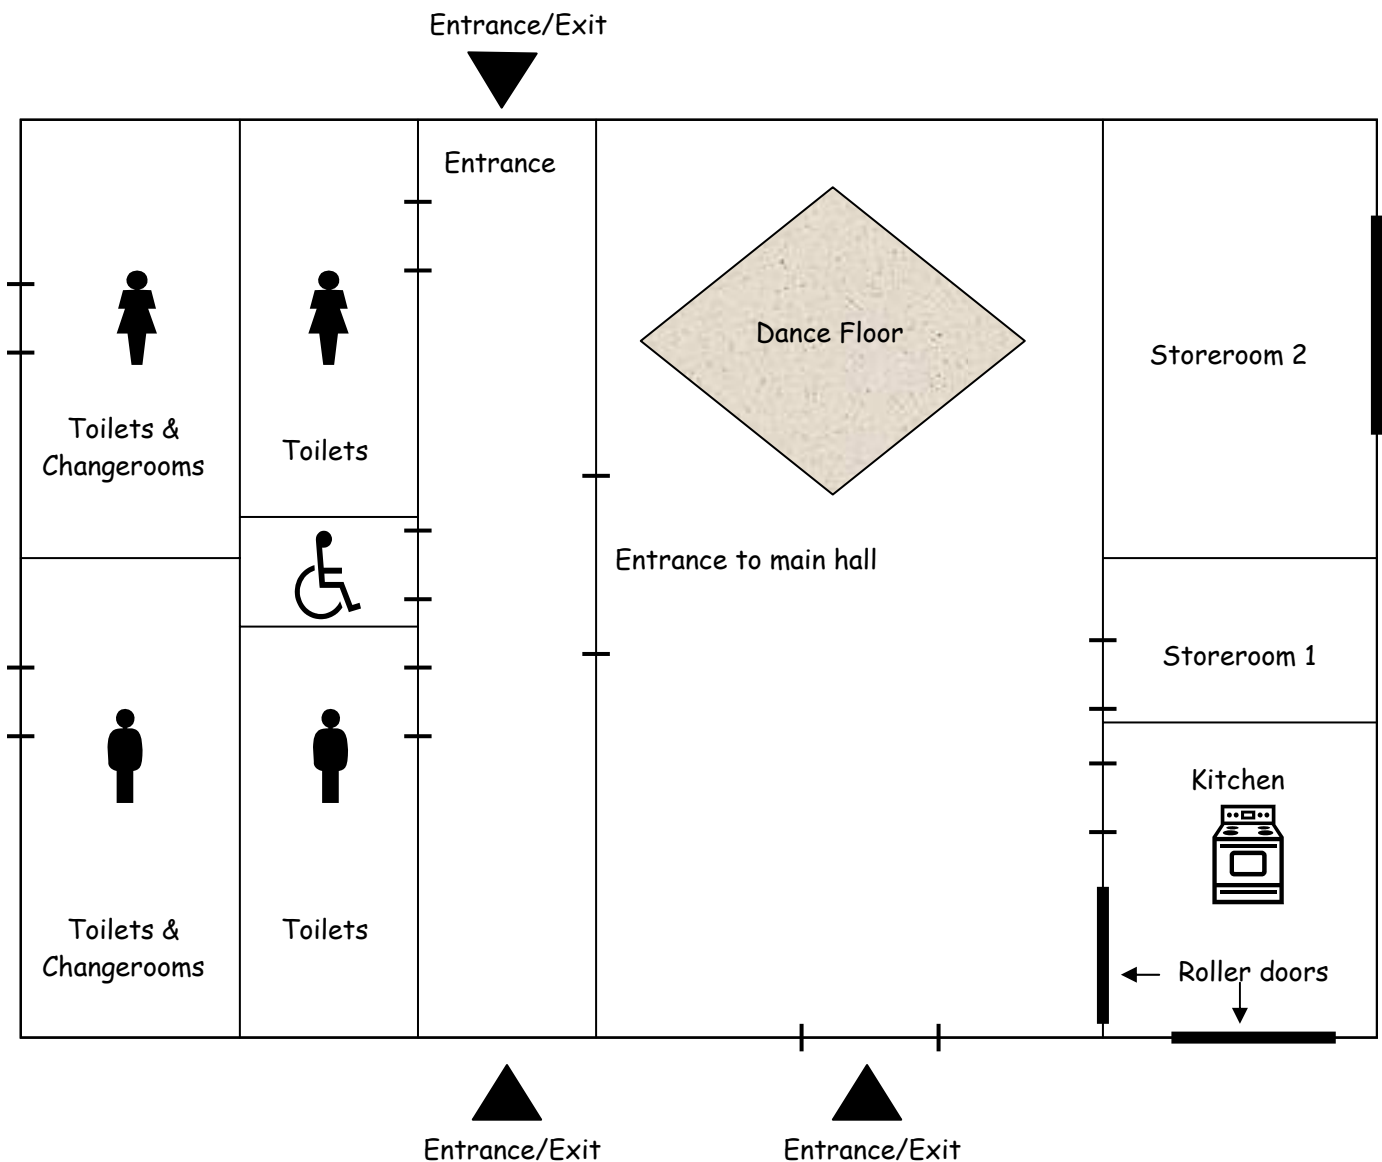 Entrance/Exit
Entrance
Dance Floor
Storeroom 2
Toilets &
Changerooms
Toilets
Entrance to main hall
Storeroom 1
Kitchen
Toilets &
Changerooms
Toilets
Roller doors
Entrance/Exit
Entrance/Exit